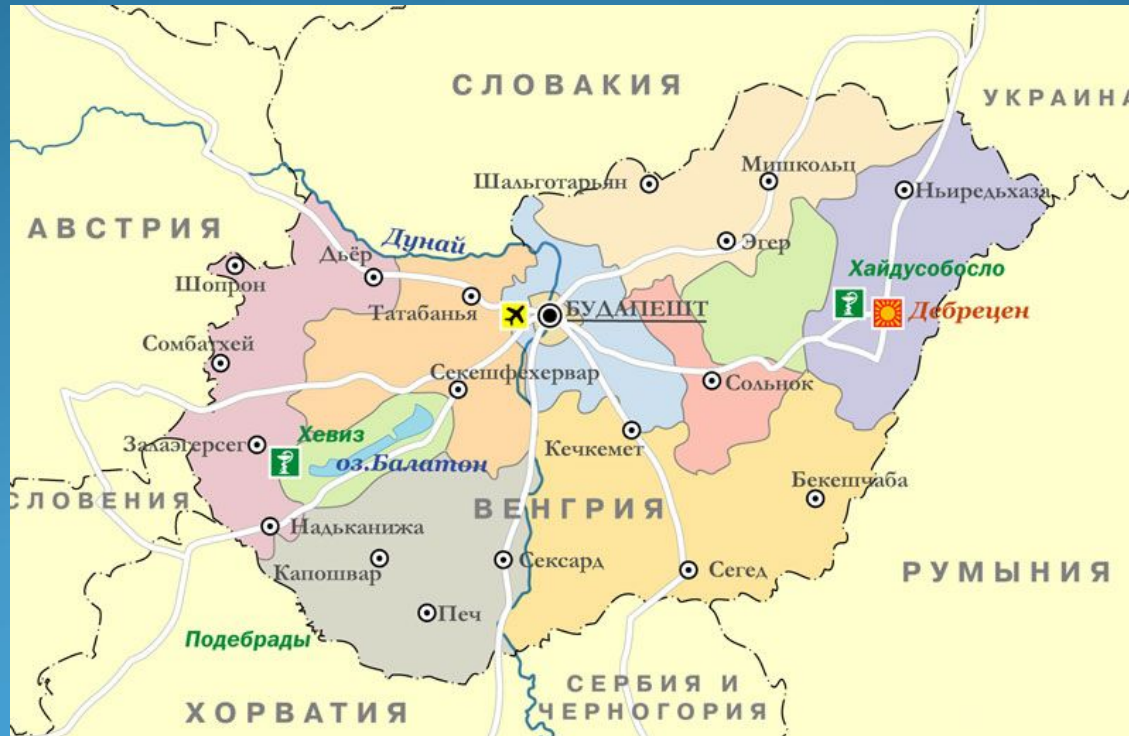 СЛОВАКИЯ
УКРАИНА
Мишкольц
Шальготарьян
Ньиредьхаза
АВСТРИЯ
Дунай
Эгер
Дьёр
Хайдусобосло
Шопрон
Татабанья
БУДАПЕШТ
Дебрецен
Сомбатхей
Секешфехервар
Сольнок
Хевиз
Залаэгерсег
Кечкемет
оз.Балатон
Бекешчаба
СЛОВЕНИЯ
ВЕНГРИЯ
Надьканижа
Сексард
Сегед
Капошвар
РУМЫНИЯ
Печ
Подебрады
СЕРБИЯ И
ЧЕРНОГОРИЯ
ХОРВАТИЯ